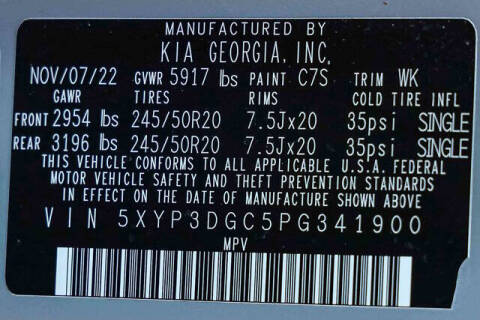 MANUFACTURED BY
KIA GEORGIA, INC.
NOV/07/22 GVWR 5917 lbs PAINT C7S TRIM WK
GAWR TIRES RIMS COLD TIRE INFL
FRONT 2954 lbs 245/50R20 7.5Jx20 35psi SINGLE
REAR 3196 lbs 245/50R20 7.5Jx20 35psi SINGLE
THIS VEHICLE CONFORMS TO ALL APPLICABLE U.S.A. FEDERAL
MOTOR VEHICLE SAFETY AND THEFT PREVENTION STANDARDS
IN EFFECT ON THE DATE OF MANUFACTURE SHOWN ABOVE
VIN 5XYP3DGC5PG341900
MPV